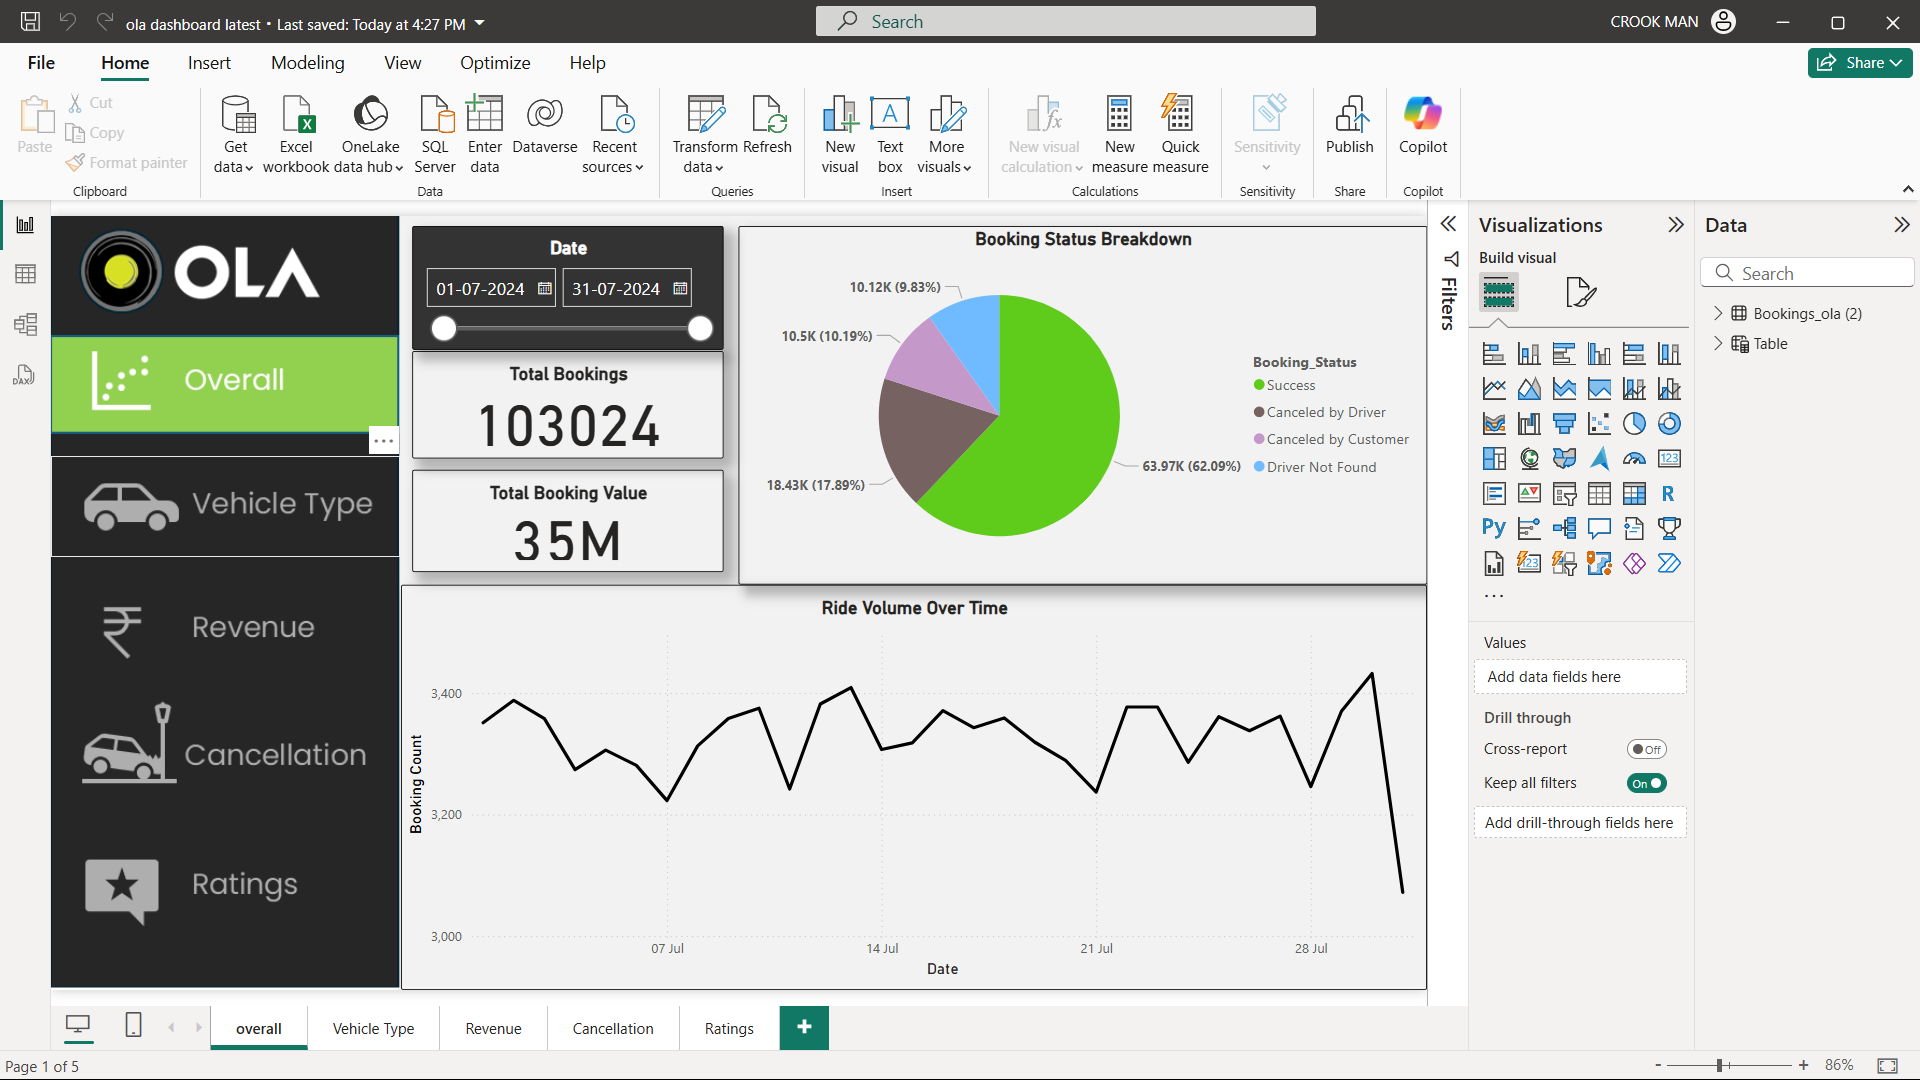 ola dashboard latest • Last saved: Today at 4:27 PM
Search
CROOK MAN
File
Home
Insert
Modeling
View
Optimize
Help
Share
Paste
Cut
Copy
Format painter
Clipboard
Get data
Excel workbook
OneLake data hub
SQL Server
Enter data
Dataverse
Recent sources
Data
Transform data
Refresh
Queries
New visual
Text box
More visuals
Insert
New visual calculation
New measure
Quick measure
Calculations
Sensitivity
Sensitivity
Publish
Share
Copilot
Copilot
OLA
Overall
Vehicle Type
Revenue
Cancellation
Ratings
Date
01-07-2024
31-07-2024
Total Bookings
103024
Total Booking Value
35M
Booking Status Breakdown
10.12K (9.83%)
10.5K (10.19%)
18.43K (17.89%)
63.97K (62.09%)
Booking_Status
Success
Canceled by Driver
Canceled by Customer
Driver Not Found
Ride Volume Over Time
Booking Count
3,400
3,200
3,000
07 Jul
14 Jul
21 Jul
28 Jul
Date
Filters
Visualizations
Build visual
123
R
Py
123
Values
Add data fields here
Drill through
Cross-report
Off
Keep all filters
On
Add drill-through fields here
Data
Search
Bookings_ola (2)
Table
DAX
overall
Vehicle Type
Revenue
Cancellation
Ratings
+
Page 1 of 5
- + 86%